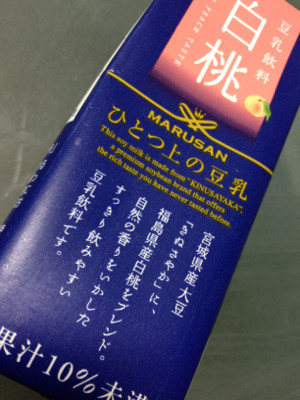 豆乳飲料
白桃
PEACH TASTE
MARUSAN
ひとつ上の豆乳
This soy milk is made from "KINUSAYAKA",
a premium soybean brand that offers
the rich taste you have never tasted before.
宮城県産大豆
「きぬさやか」に、
福島県産白桃をブレンド。
自然の香りをいかした
すっきり飲みやすい
豆乳飲料です。
果汁10%未満